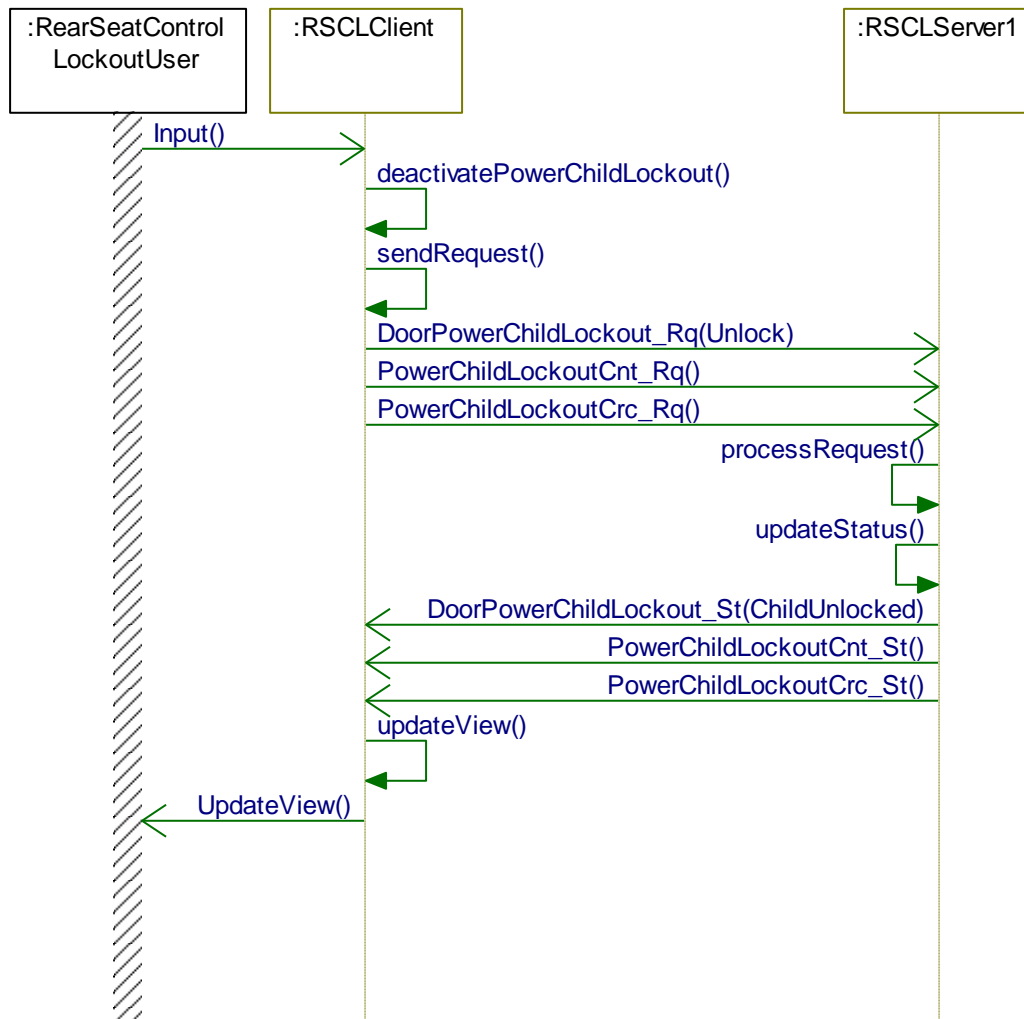 :RearSeatControl
LockoutUser
:RSCLClient
:RSCLServer1
Input()
deactivatePowerChildLockout()
sendRequest()
DoorPowerChildLockout_Rq(Unlock)
PowerChildLockoutCnt_Rq()
PowerChildLockoutCrc_Rq()
processRequest()
updateStatus()
DoorPowerChildLockout_St(ChildUnlocked)
PowerChildLockoutCnt_St()
PowerChildLockoutCrc_St()
updateView()
UpdateView()